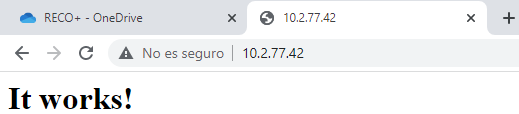 RECO+ - OneDrive
10.2.77.42
No es seguro
10.2.77.42
It works!